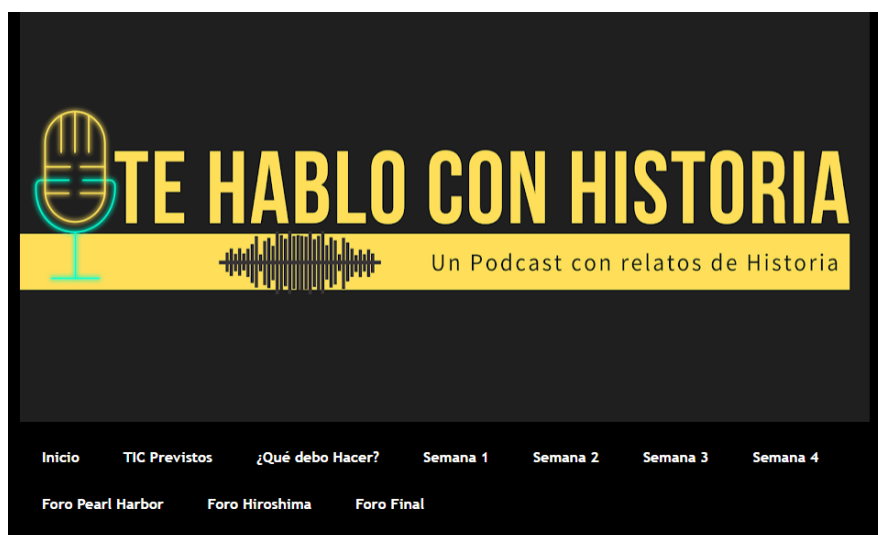 TE HABLO CON HISTORIA
Un Podcast con relatos de Historia
Inicio TIC Previstos ¿Qué debo Hacer? Semana 1 Semana 2 Semana 3 Semana 4
Foro Pearl Harbor Foro Hiroshima Foro Final